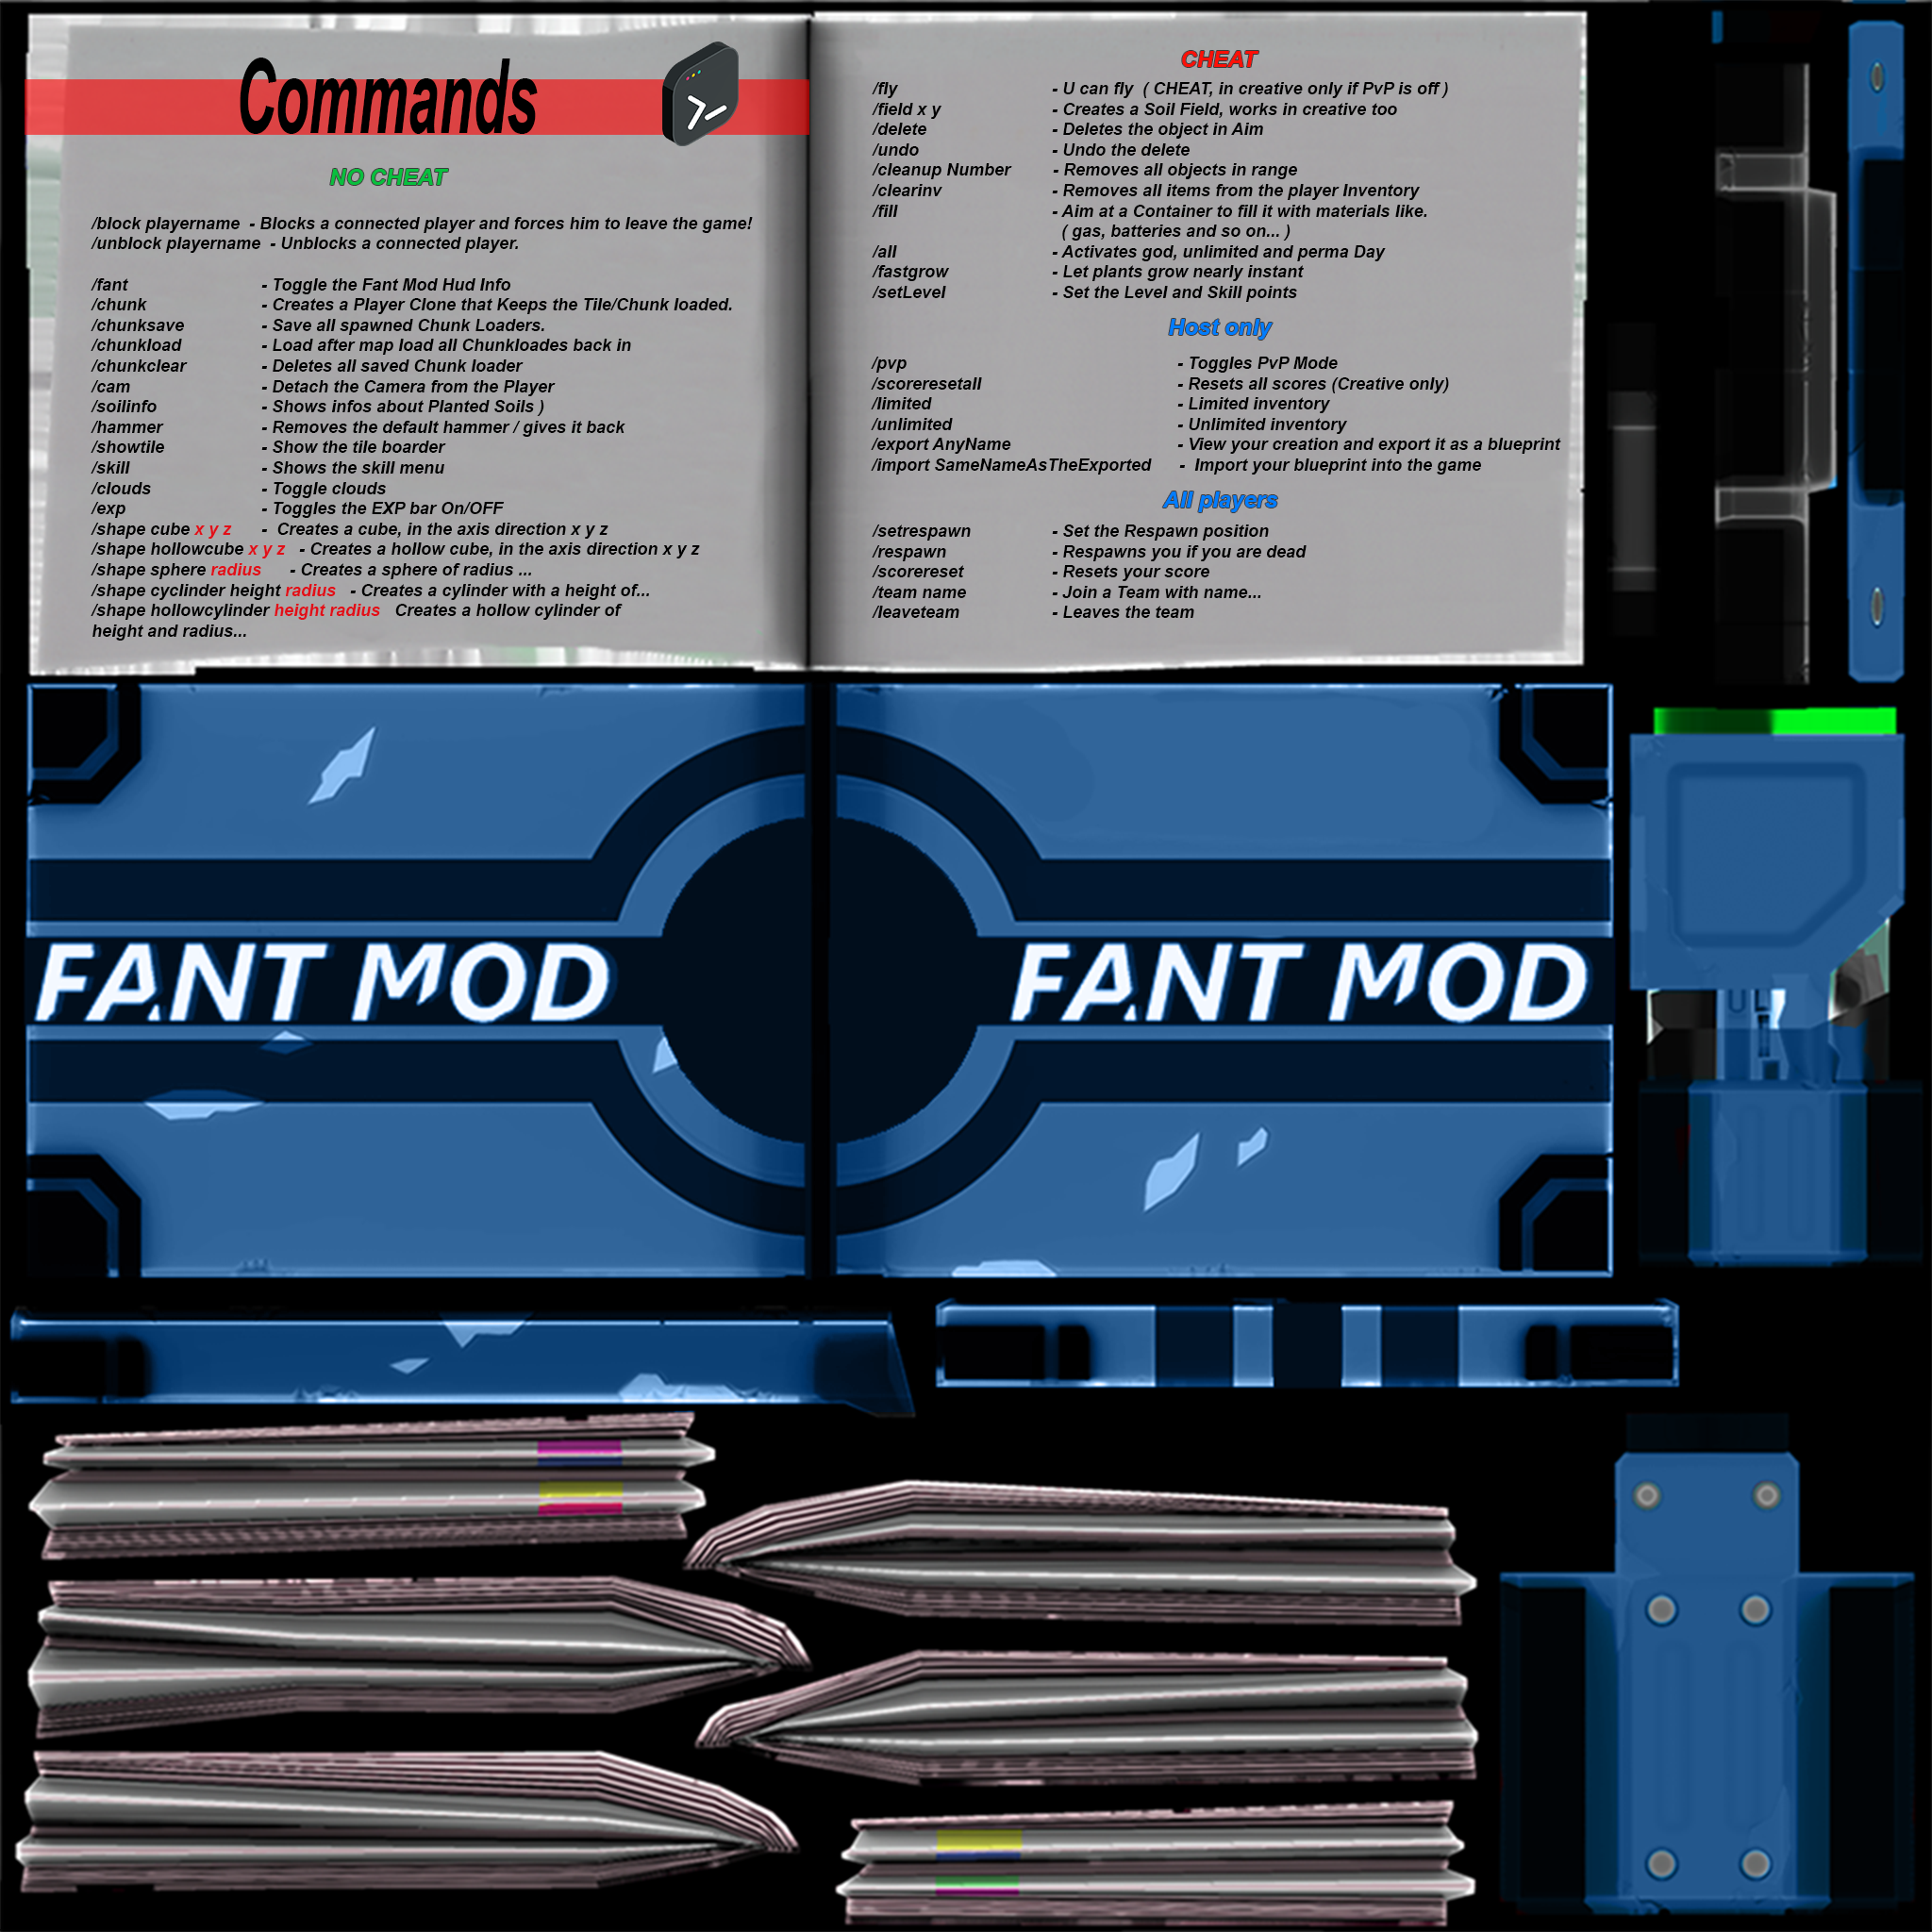 Commands
NO CHEAT
/block playername - Blocks a connected player and forces him to leave the game!
/unblock playername - Unblocks a connected player.
/fant - Toggle the Fant Mod Hud Info
/chunk - Creates a Player Clone that Keeps the Tile/Chunk loaded.
/chunksave - Save all spawned Chunk Loaders.
/chunkload - Load after map load all Chunkloades back in
/chunkclear - Deletes all saved Chunk loader
/cam - Detach the Camera from the Player
/soilinfo - Shows infos about Planted Soils )
/hammer - Removes the default hammer / gives it back
/showtile - Show the tile boarder
/skill - Shows the skill menu
/clouds - Toggle clouds
/exp - Toggles the EXP bar On/OFF
/shape cube x y z - Creates a cube, in the axis direction x y z
/shape hollowcube x y z - Creates a hollow cube, in the axis direction x y z
/shape sphere radius - Creates a sphere of radius ...
/shape cyclinder height radius - Creates a cylinder with a height of...
/shape hollowcylinder height radius Creates a hollow cylinder of
height and radius...
CHEAT
/fly - U can fly ( CHEAT, in creative only if PvP is off )
/field x y - Creates a Soil Field, works in creative too
/delete - Deletes the object in Aim
/undo - Undo the delete
/cleanup Number - Removes all objects in range
/clearinv - Removes all items from the player Inventory
/fill - Aim at a Container to fill it with materials like.
( gas, batteries and so on... )
/all - Activates god, unlimited and perma Day
/fastgrow - Let plants grow nearly instant
/setLevel - Set the Level and Skill points
Host only
/pvp - Toggles PvP Mode
/scoreresetall - Resets all scores (Creative only)
/limited - Limited inventory
/unlimited - Unlimited inventory
/export AnyName - View your creation and export it as a blueprint
/import SameNameAsTheExported - Import your blueprint into the game
All players
/setrespawn - Set the Respawn position
/respawn - Respawns you if you are dead
/scorereset - Resets your score
/team name - Join a Team with name...
/leaveteam - Leaves the team
FANT MOD
FANT MOD